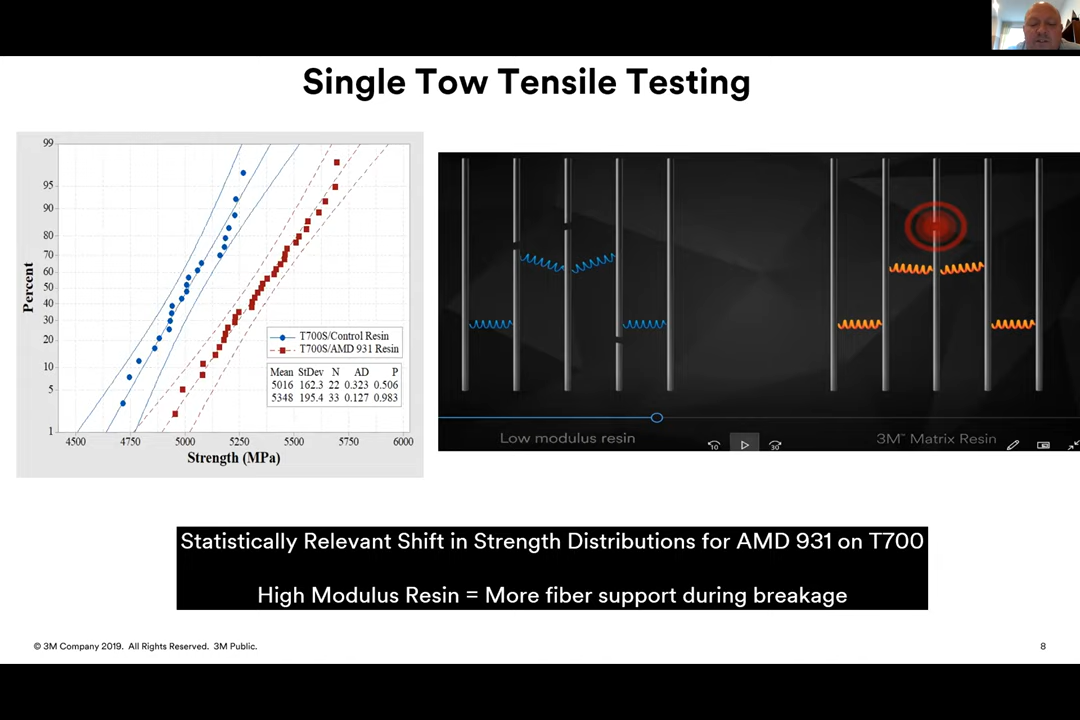 Single Tow Tensile Testing
99
95
90
80
70
60
50
40
30
20
10
5
1
Percent
4500 4750 5000 5250 5500 5750 6000
Strength (MPa)
T700S/Control Resin
T700S/AMD 931 Resin
Mean StDev N AD P
5016 162.3 22 0.323 0.506
5348 195.4 33 0.127 0.983
Low modulus resin
10
30
3M™ Matrix Resin
Statistically Relevant Shift in Strength Distributions for AMD 931 on T700
High Modulus Resin = More fiber support during breakage
© 3M Company 2019. All Rights Reserved. 3M Public.
8